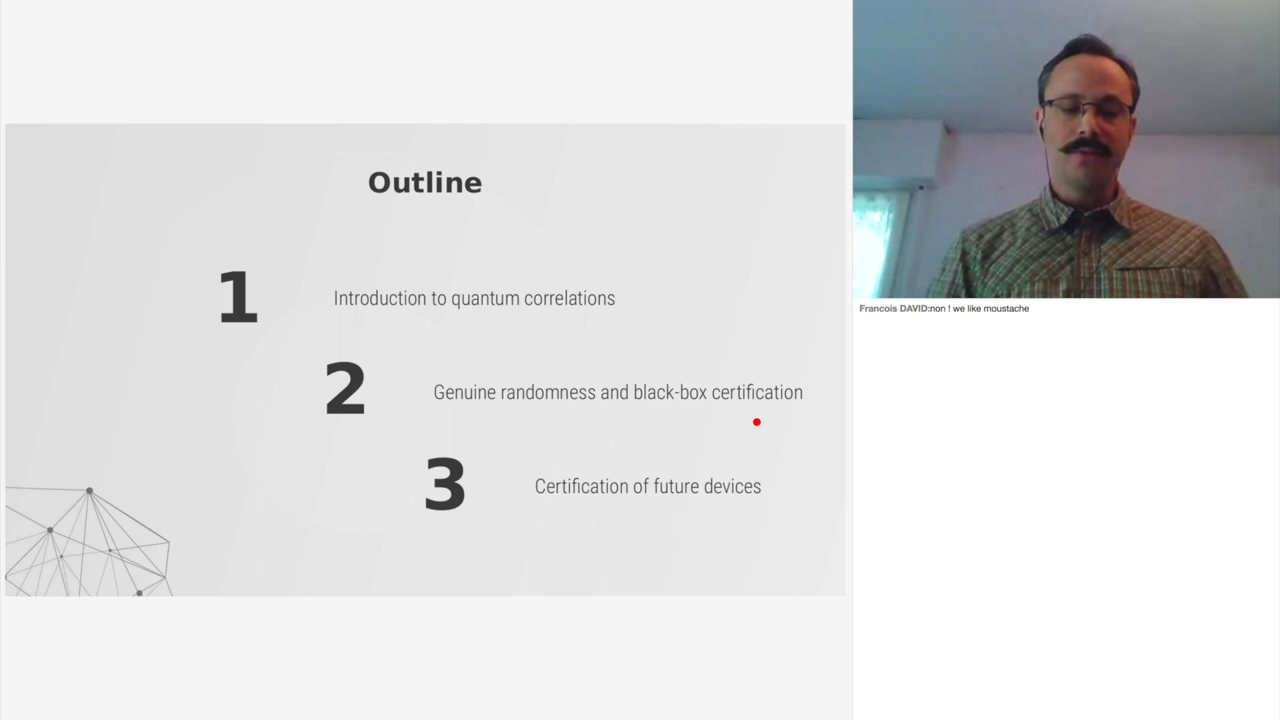 Outline
1
Introduction to quantum correlations
2
Genuine randomness and black-box certification
3
Certification of future devices
Francois DAVID:non ! we like moustache